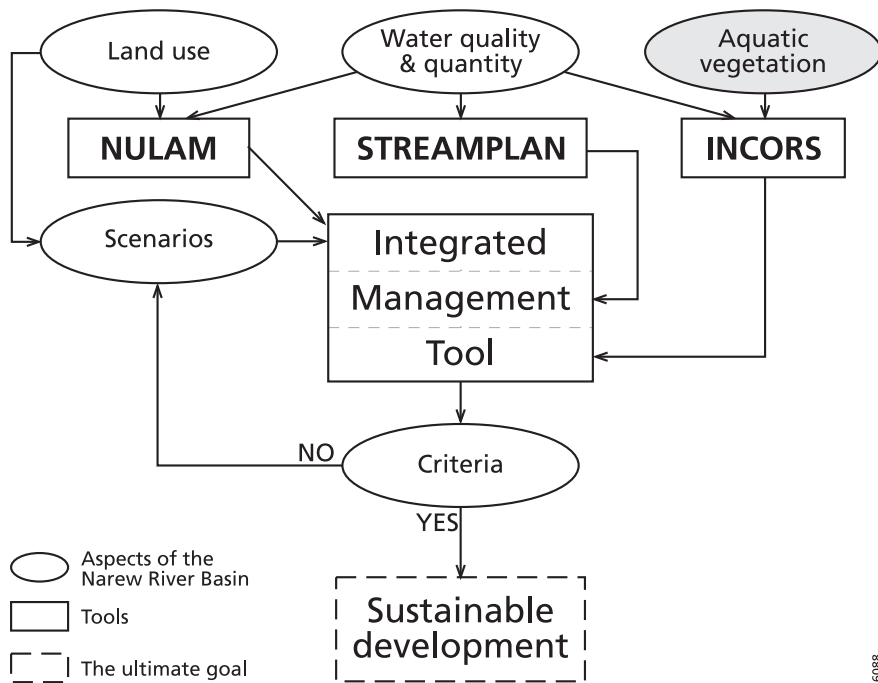 Land use
Water quality
& quantity
Aquatic
vegetation
NULAM
STREAMPLAN
INCORS
Scenarios
Integrated
Management
Tool
NO
Criteria
YES
Aspects of the
Narew River Basin
Tools
The ultimate goal
Sustainable
development
6088